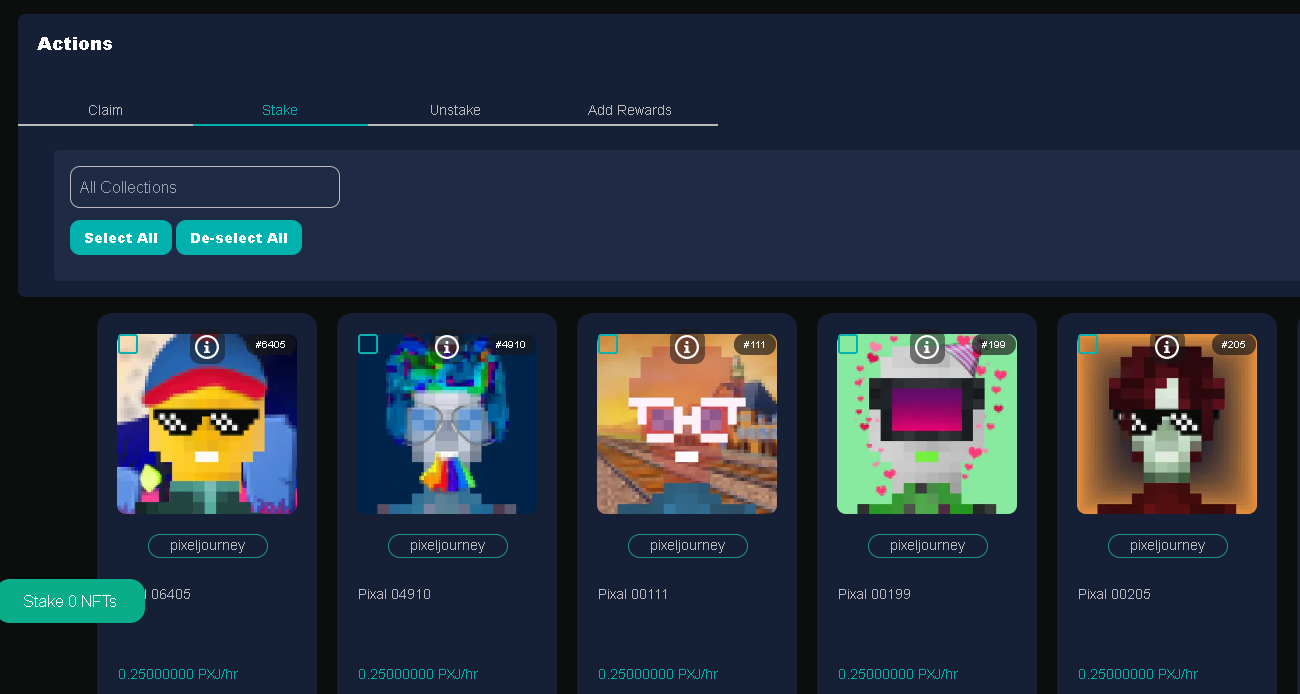 Actions
Claim Stake Unstake Add Rewards
All Collections
Select All De-select All
#6405 #4910 #111 #199 #205
pixeljourney pixeljourney pixeljourney pixeljourney pixeljourney
06405 Pixal 04910 Pixal 00111 Pixal 00199 Pixal 00205
Stake 0 NFTs
0.25000000 PXJ/hr 0.25000000 PXJ/hr 0.25000000 PXJ/hr 0.25000000 PXJ/hr 0.25000000 PXJ/hr